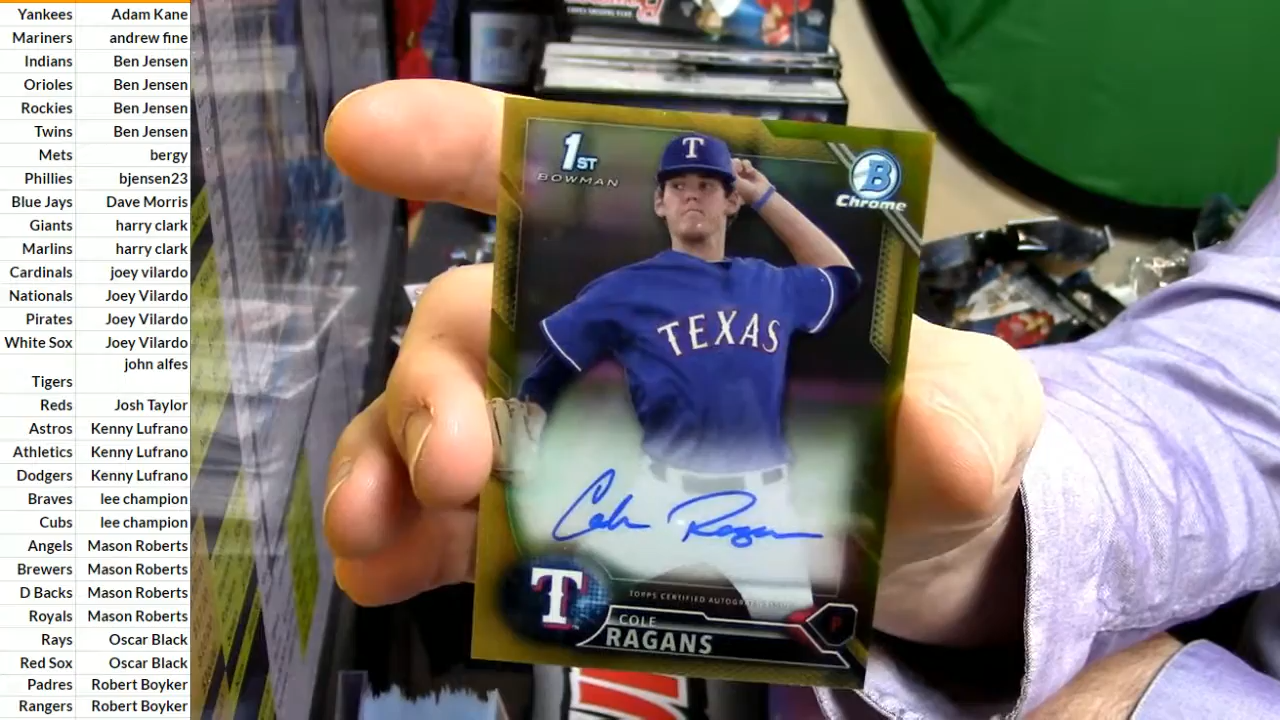 Yankees Adam Kane
Mariners andrew fine
Indians Ben Jensen
Orioles Ben Jensen
Rockies Ben Jensen
Twins Ben Jensen
Mets bergy
Phillies bjensen23
Blue Jays Dave Morris
Giants harry clark
Marlins harry clark
Cardinals joey vilardo
Nationals Joey Vilardo
Pirates Joey Vilardo
White Sox Joey Vilardo
john alfes
Tigers
Reds Josh Taylor
Astros Kenny Lufrano
Athletics Kenny Lufrano
Dodgers Kenny Lufrano
Braves lee champion
Cubs lee champion
Angels Mason Roberts
Brewers Mason Roberts
D Backs Mason Roberts
Royals Mason Roberts
Rays Oscar Black
Red Sox Oscar Black
Padres Robert Boyker
Rangers Robert Boyker
1ST
BOWMAN
B
Chrome
T
TEXAS
Cole Ragans
T
TOPPS CERTIFIED AUTOGRAPH ISSUE
COLE
RAGANS
P